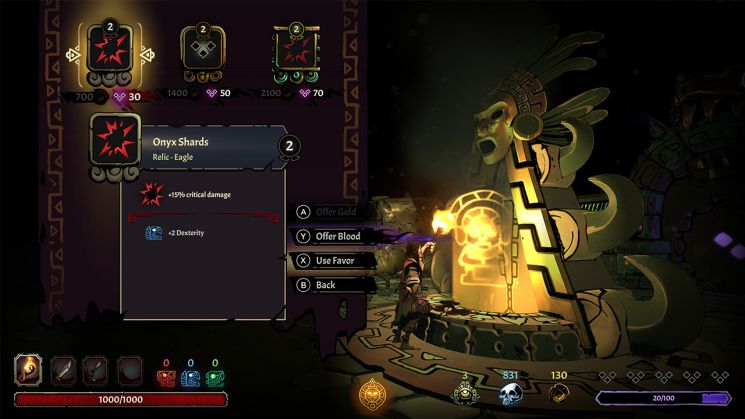 2
2
2
700
30
1400
50
2100
70
Onyx Shards
2
Relic - Eagle
+15% critical damage
+2 Dexterity
A Offer Gold
Y Offer Blood
X Use Favor
B Back
0 0 0
1000/1000
3
831
130
20/100